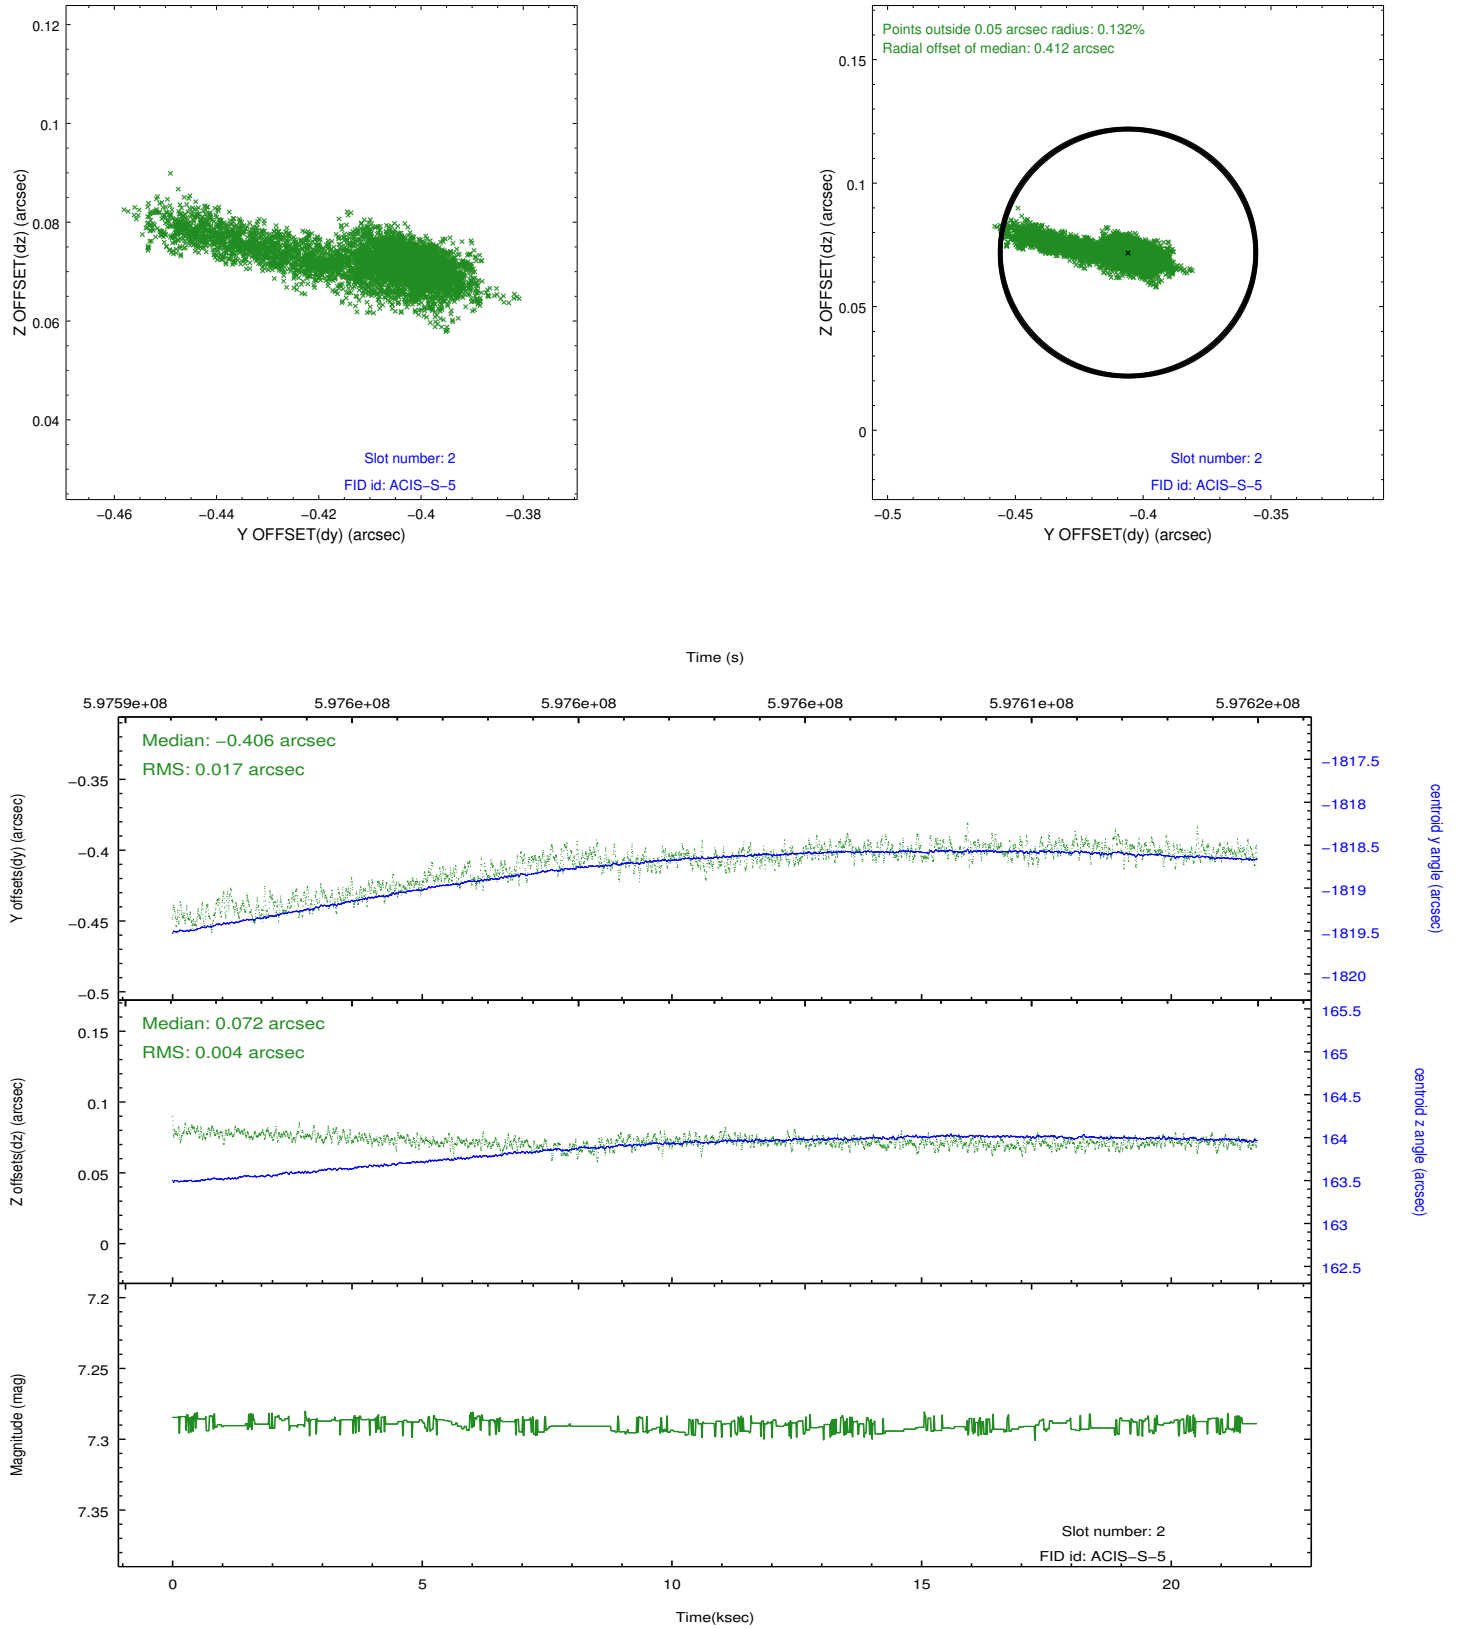 0.12
0.1
0.08
0.06
0.04
−0.46 −0.44 −0.42 −0.4 −0.38
Z OFFSET(dz) (arcsec)
Y OFFSET(dy) (arcsec)
Slot number: 2
FID id: ACIS−S−5
Points outside 0.05 arcsec radius: 0.132%
Radial offset of median: 0.412 arcsec
0.15
0.1
0.05
0
−0.5 −0.45 −0.4 −0.35
Z OFFSET(dz) (arcsec)
Y OFFSET(dy) (arcsec)
Slot number: 2
FID id: ACIS−S−5
Time (s)
5.9759e+08 5.976e+08 5.976e+08 5.976e+08 5.9761e+08 5.9762e+08
Median: −0.406 arcsec
RMS: 0.017 arcsec
−0.35
−0.4
−0.45
−0.5
Y offsets(dy) (arcsec)
−1817.5
−1818
−1818.5
−1819
−1819.5
−1820
centroid y angle (arcsec)
Median: 0.072 arcsec
RMS: 0.004 arcsec
0.15
0.1
0.05
0
Z offsets(dz) (arcsec)
165.5
165
164.5
164
163.5
163
162.5
centroid z angle (arcsec)
7.2
7.25
7.3
7.35
Magnitude (mag)
Slot number: 2
FID id: ACIS−S−5
0 5 10 15 20
Time(ksec)